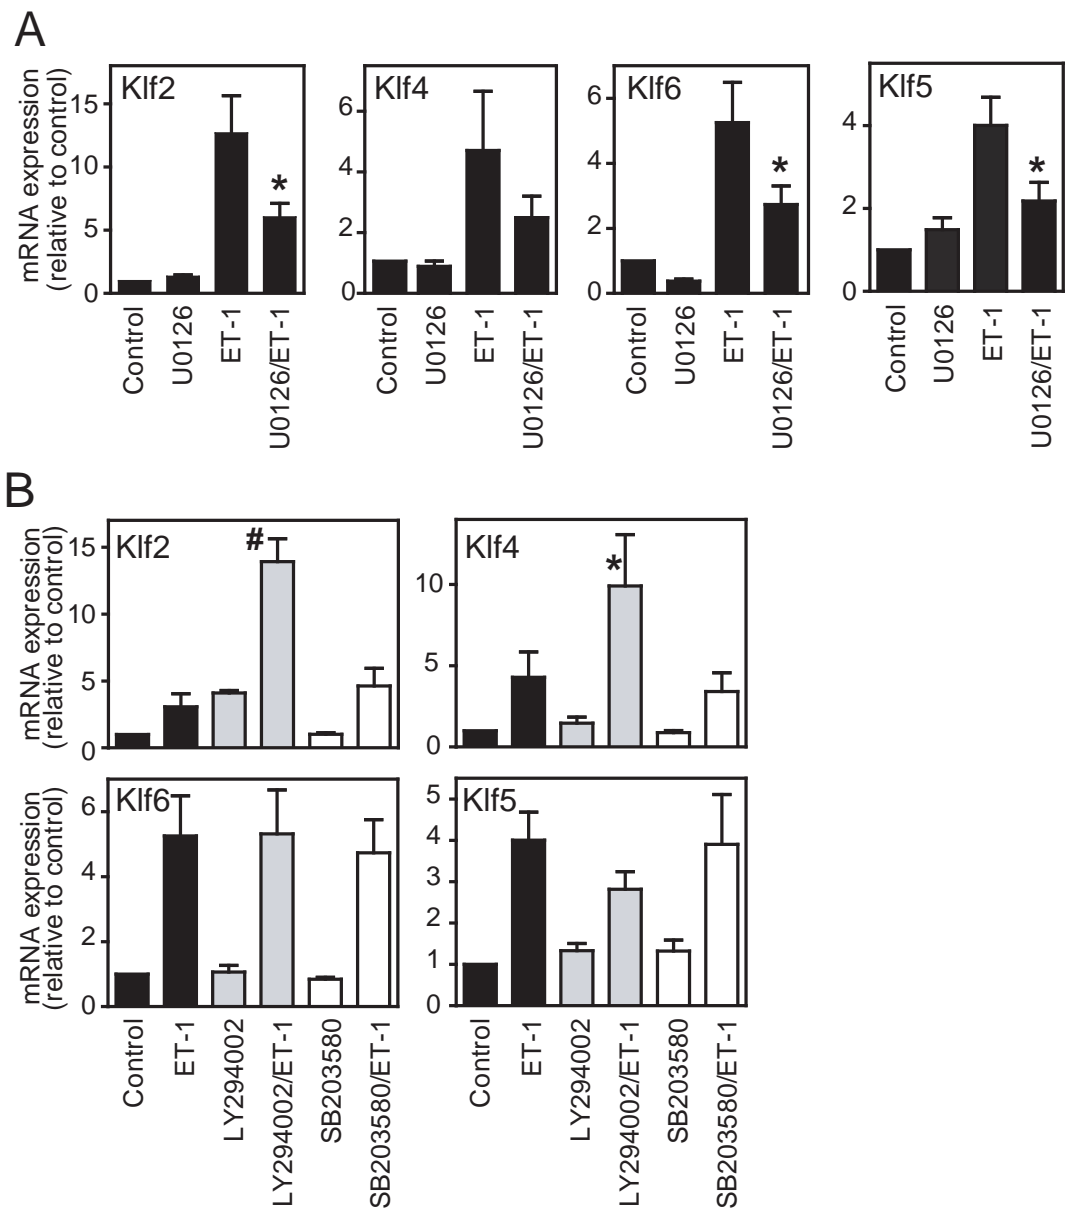 A
mRNA expression
(relative to control)
Klf2
15
10
5
0
*
Control
U0126
ET-1
U0126/ET-1
Klf4
6
4
2
0
Control
U0126
ET-1
U0126/ET-1
Klf6
6
4
2
0
*
Control
U0126
ET-1
U0126/ET-1
Klf5
4
2
0
*
Control
U0126
ET-1
U0126/ET-1
B
mRNA expression
(relative to control)
Klf2
15
10
5
0
#
Klf4
10
5
0
*
mRNA expression
(relative to control)
Klf6
6
4
2
0
Control
ET-1
LY294002
LY294002/ET-1
SB203580
SB203580/ET-1
Klf5
5
4
3
2
1
0
Control
ET-1
LY294002
LY294002/ET-1
SB203580
SB203580/ET-1